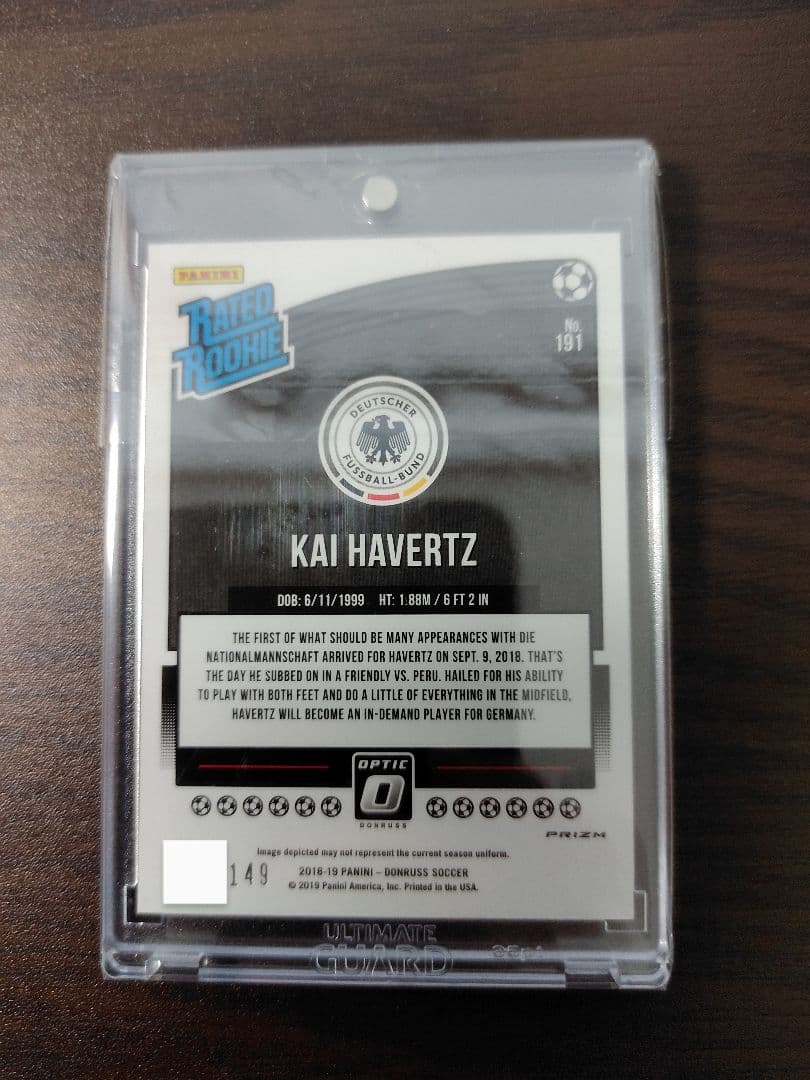 PANINI
RATED
ROOKIE
No.
191
DEUTSCHER
FUSSBALL-BUND
KAI HAVERTZ
DOB: 6/11/1999 HT: 1.88M / 6 FT 2 IN
THE FIRST OF WHAT SHOULD BE MANY APPEARANCES WITH DIE
NATIONALMANNSCHAFT ARRIVED FOR HAVERTZ ON SEPT. 9, 2018. THAT'S
THE DAY HE SUBBED ON IN A FRIENDLY VS. PERU. HAILED FOR HIS ABILITY
TO PLAY WITH BOTH FEET AND DO A LITTLE OF EVERYTHING IN THE MIDFIELD,
HAVERTZ WILL BECOME AN IN-DEMAND PLAYER FOR GERMANY.
OPTIC
O
DONRUSS
PRIZM
Image depicted may not represent the current season uniform.
149
2018-19 PANINI – DONRUSS SOCCER
© 2019 Panini America, Inc. Printed in the USA.
ULTIMATE
GUARD